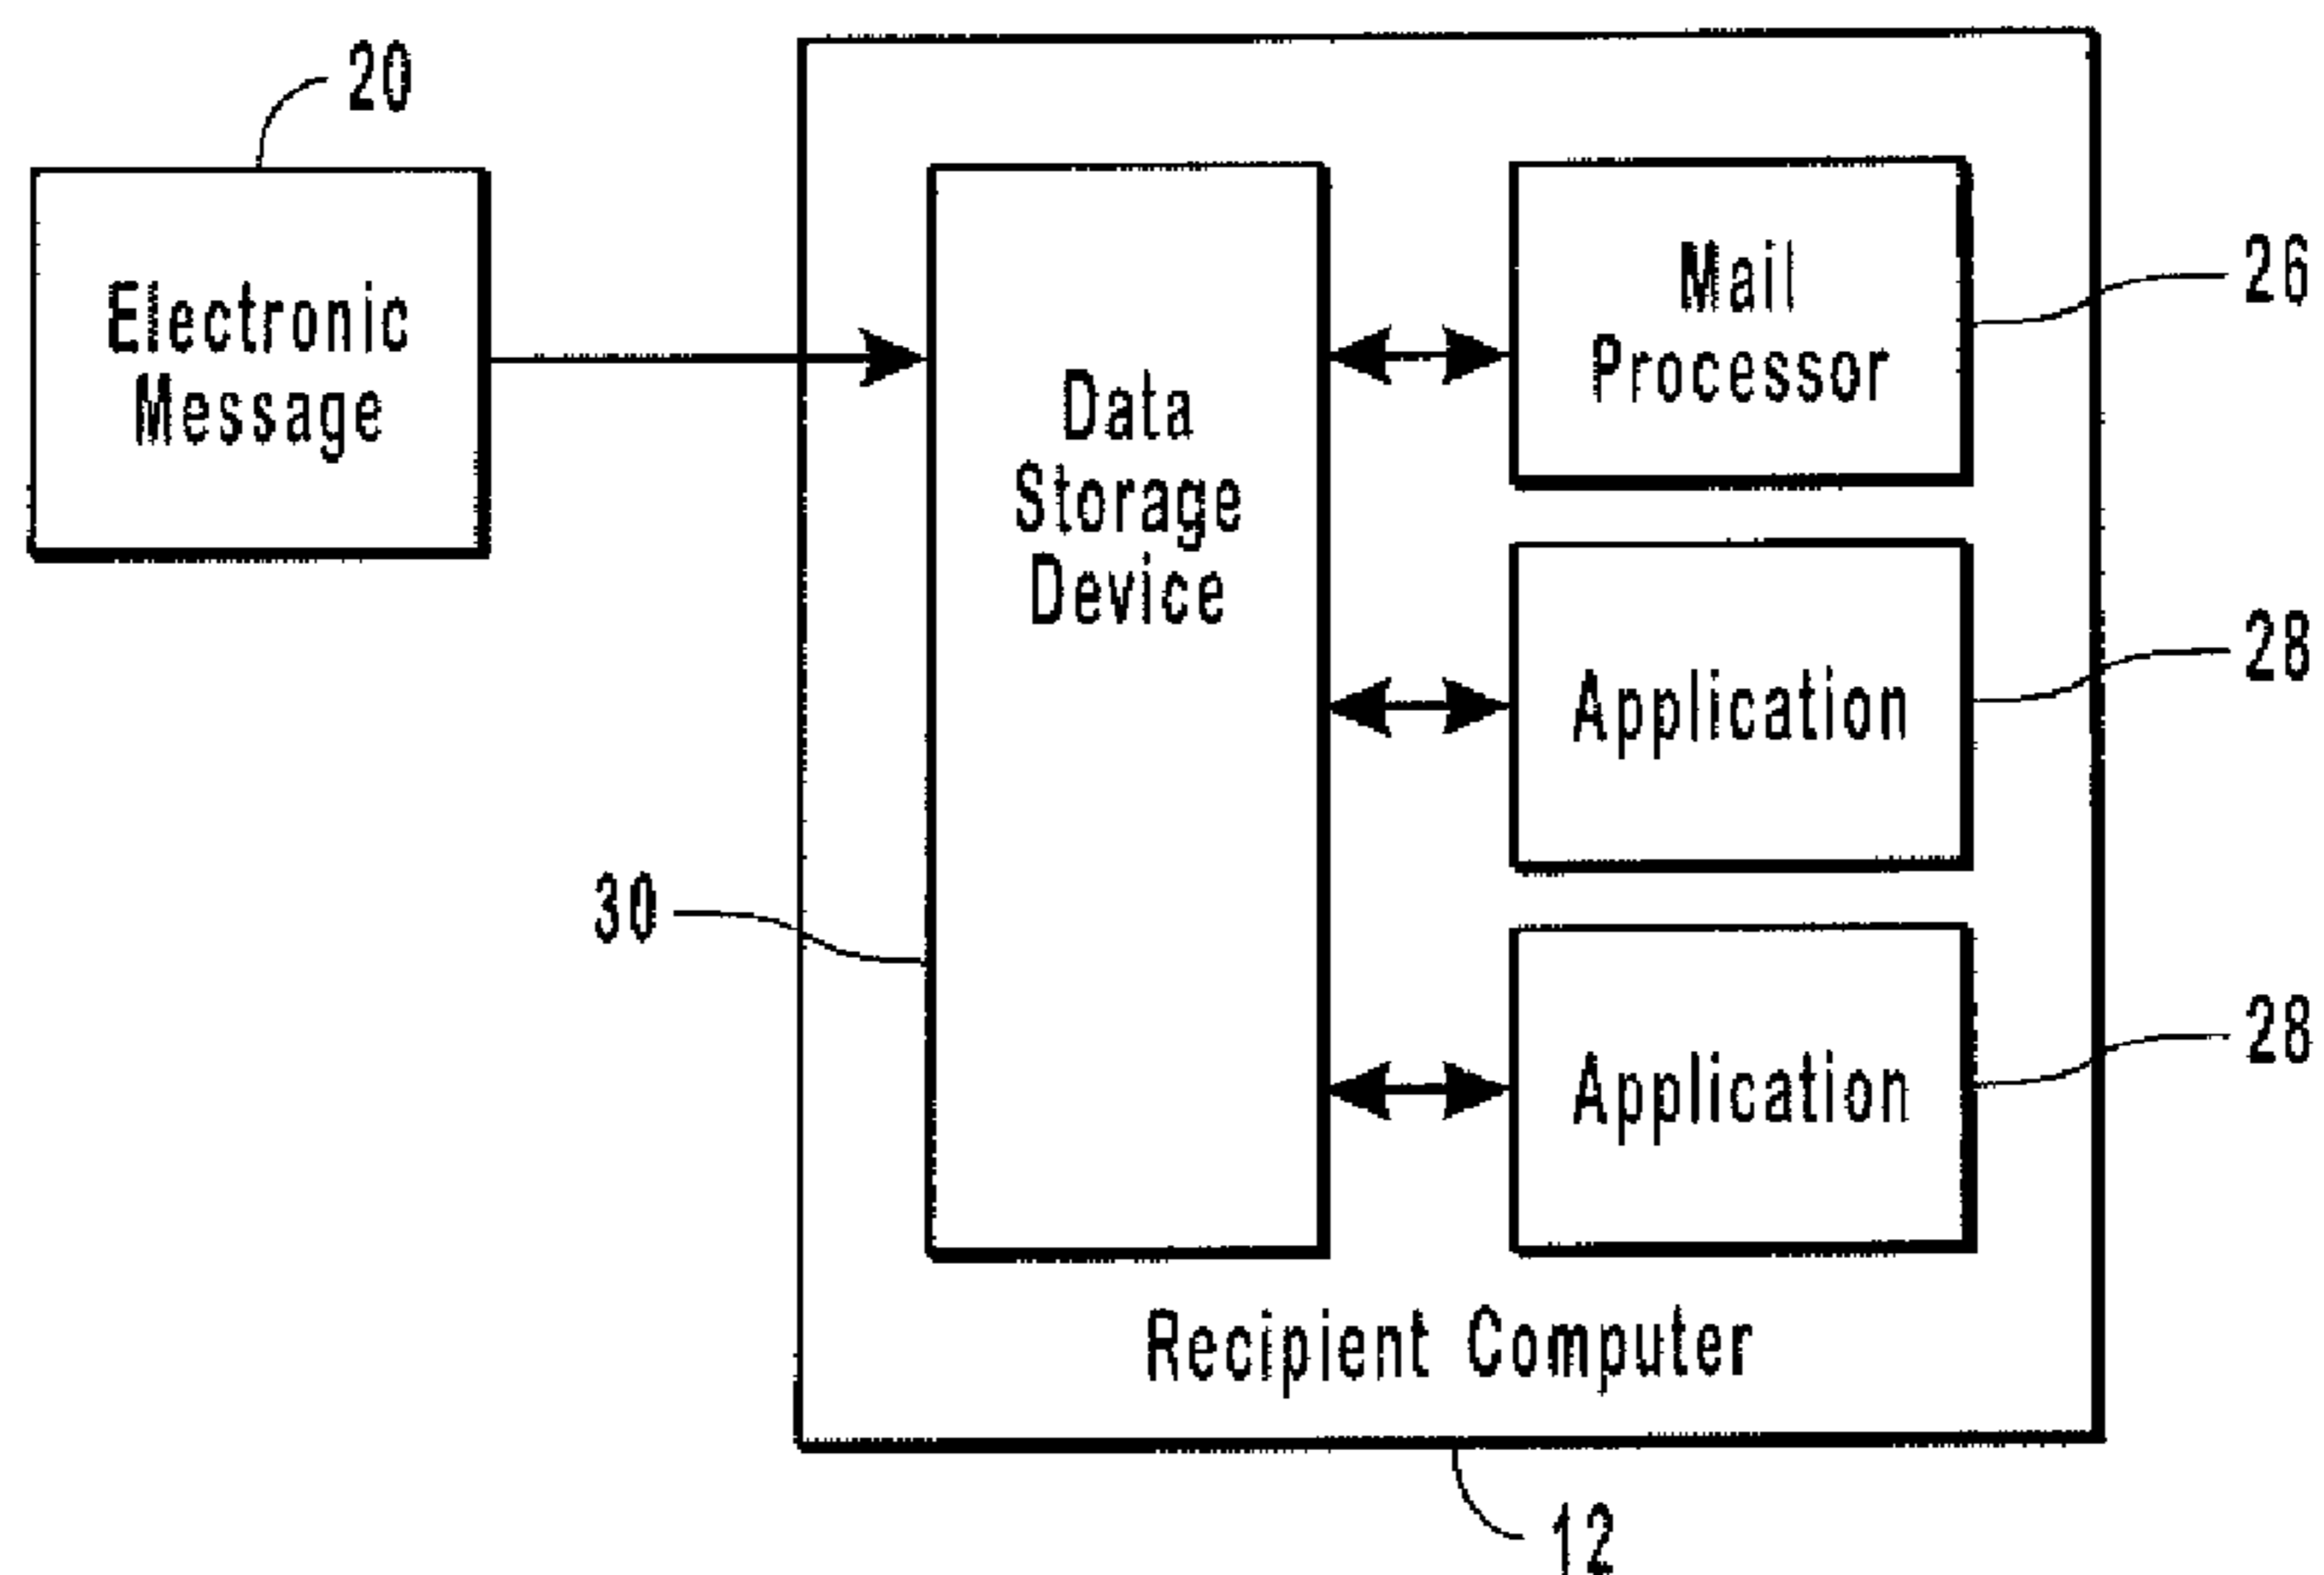 20
Electronic
Message
Data
Storage
Device
Mail
Processor
26
Application
28
30
Application
28
Recipient Computer
12